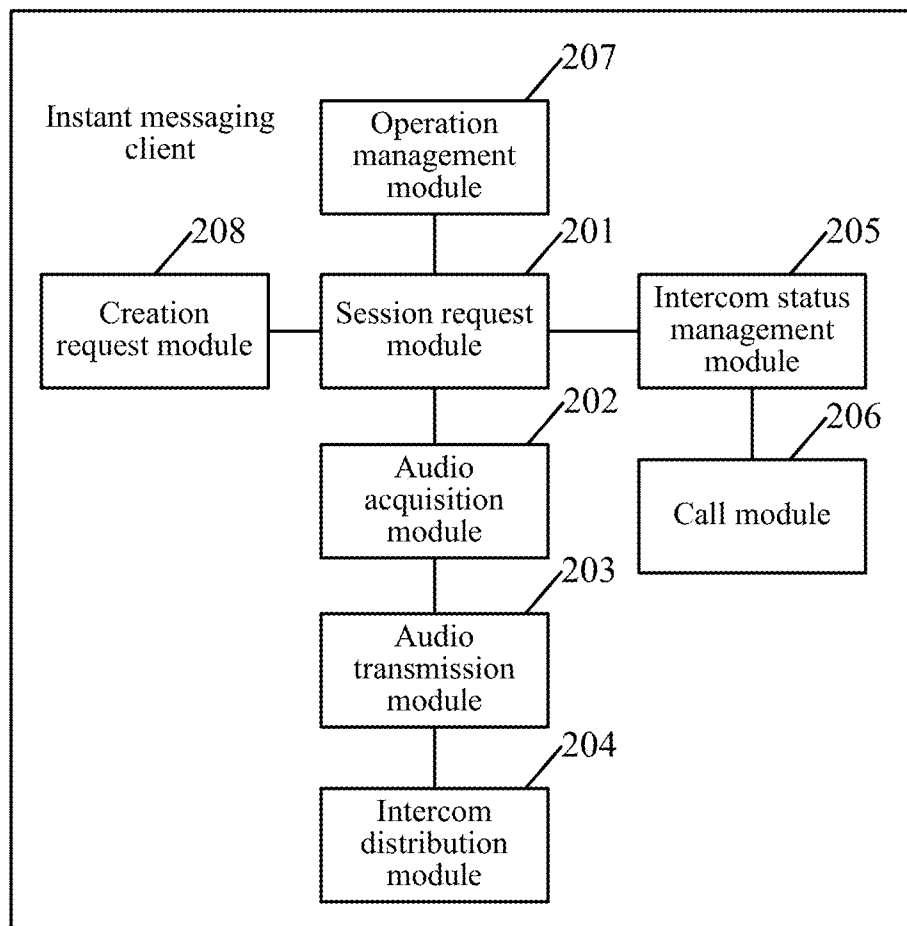 207
Instant messaging
client
Operation
management
module
208
201
205
Creation
request module
Session request
module
Intercom status
management
module
202
206
Audio
acquisition
module
Call module
203
Audio
transmission
module
204
Intercom
distribution
module